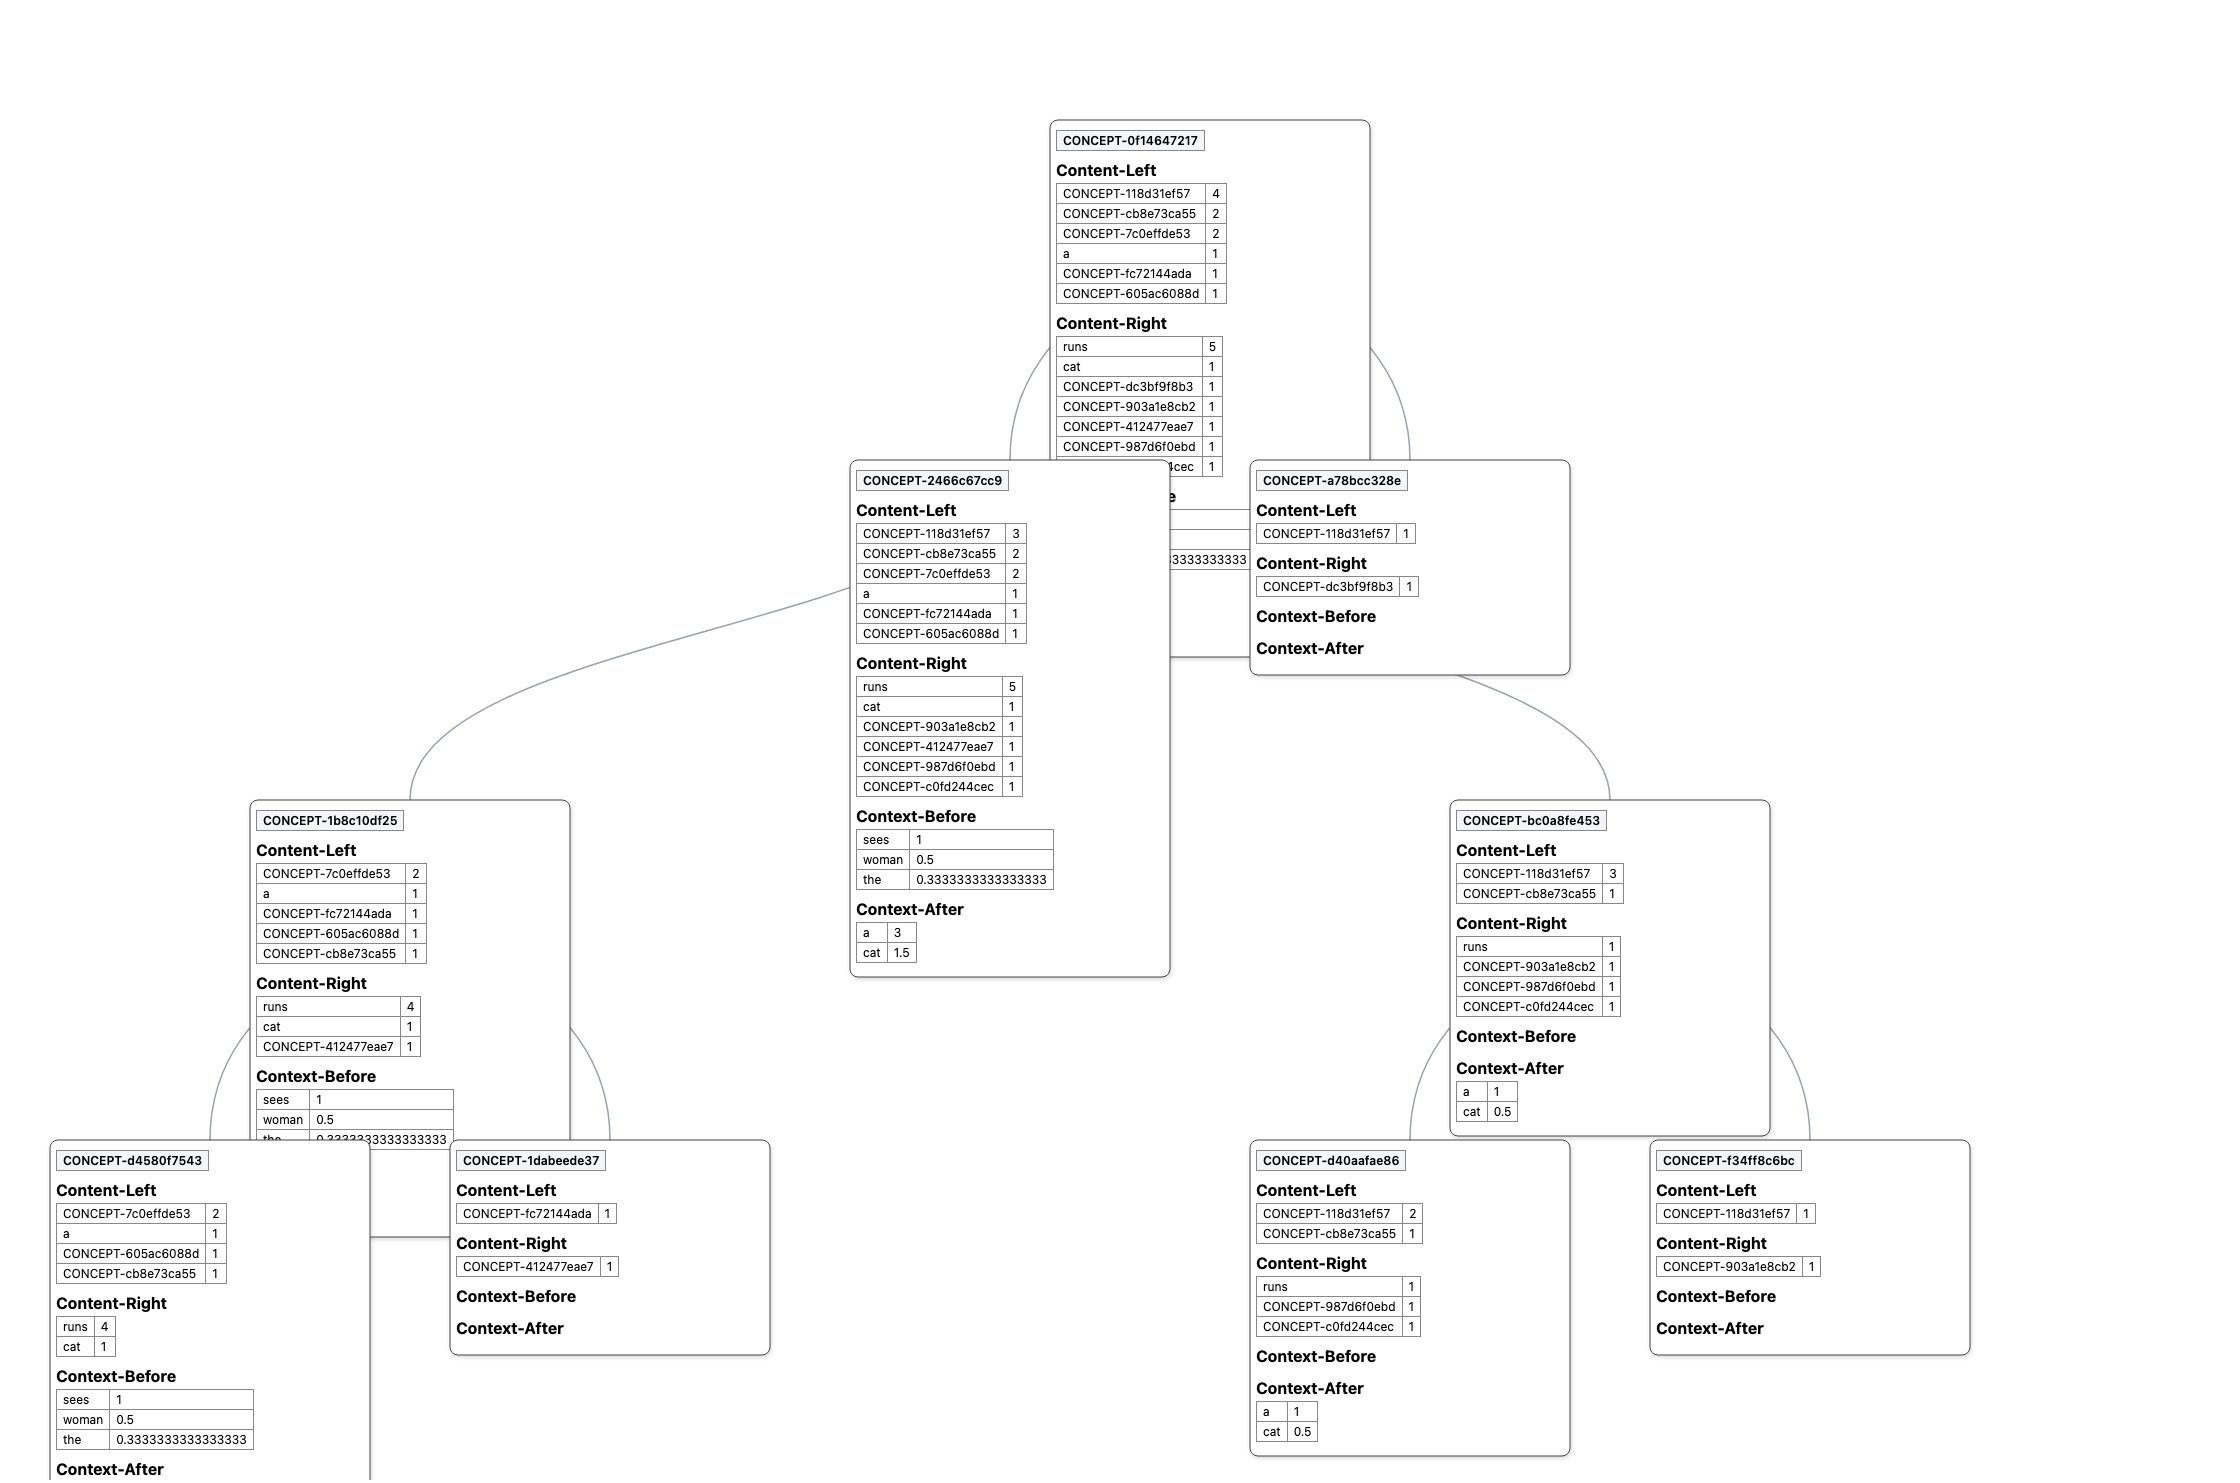 CONCEPT-0f14647217
Content-Left
CONCEPT-118d31ef57 4
CONCEPT-cb8e73ca55 2
CONCEPT-7c0effde53 2
a 1
CONCEPT-fc72144ada 1
CONCEPT-605ac6088d 1
Content-Right
runs 5
cat 1
CONCEPT-dc3bf9f8b3 1
CONCEPT-903a1e8cb2 1
CONCEPT-412477eae7 1
CONCEPT-987d6f0ebd 1
4cec 1
e
3333333333
CONCEPT-2466c67cc9
Content-Left
CONCEPT-118d31ef57 3
CONCEPT-cb8e73ca55 2
CONCEPT-7c0effde53 2
a 1
CONCEPT-fc72144ada 1
CONCEPT-605ac6088d 1
Content-Right
runs 5
cat 1
CONCEPT-903a1e8cb2 1
CONCEPT-412477eae7 1
CONCEPT-987d6f0ebd 1
CONCEPT-c0fd244cec 1
Context-Before
sees 1
woman 0.5
the 0.3333333333333333
Context-After
a 3
cat 1.5
CONCEPT-a78bcc328e
Content-Left
CONCEPT-118d31ef57 1
Content-Right
CONCEPT-dc3bf9f8b3 1
Context-Before
Context-After
CONCEPT-1b8c10df25
Content-Left
CONCEPT-7c0effde53 2
a 1
CONCEPT-fc72144ada 1
CONCEPT-605ac6088d 1
CONCEPT-cb8e73ca55 1
Content-Right
runs 4
cat 1
CONCEPT-412477eae7 1
Context-Before
sees 1
woman 0.5
the 0.3333333333333333
CONCEPT-bc0a8fe453
Content-Left
CONCEPT-118d31ef57 3
CONCEPT-cb8e73ca55 1
Content-Right
runs 1
CONCEPT-903a1e8cb2 1
CONCEPT-987d6f0ebd 1
CONCEPT-c0fd244cec 1
Context-Before
Context-After
a 1
cat 0.5
CONCEPT-d4580f7543
Content-Left
CONCEPT-7c0effde53 2
a 1
CONCEPT-605ac6088d 1
CONCEPT-cb8e73ca55 1
Content-Right
runs 4
cat 1
Context-Before
sees 1
woman 0.5
the 0.3333333333333333
Context-After
CONCEPT-1dabeede37
Content-Left
CONCEPT-fc72144ada 1
Content-Right
CONCEPT-412477eae7 1
Context-Before
Context-After
CONCEPT-d40aafae86
Content-Left
CONCEPT-118d31ef57 2
CONCEPT-cb8e73ca55 1
Content-Right
runs 1
CONCEPT-987d6f0ebd 1
CONCEPT-c0fd244cec 1
Context-Before
Context-After
a 1
cat 0.5
CONCEPT-f34ff8c6bc
Content-Left
CONCEPT-118d31ef57 1
Content-Right
CONCEPT-903a1e8cb2 1
Context-Before
Context-After